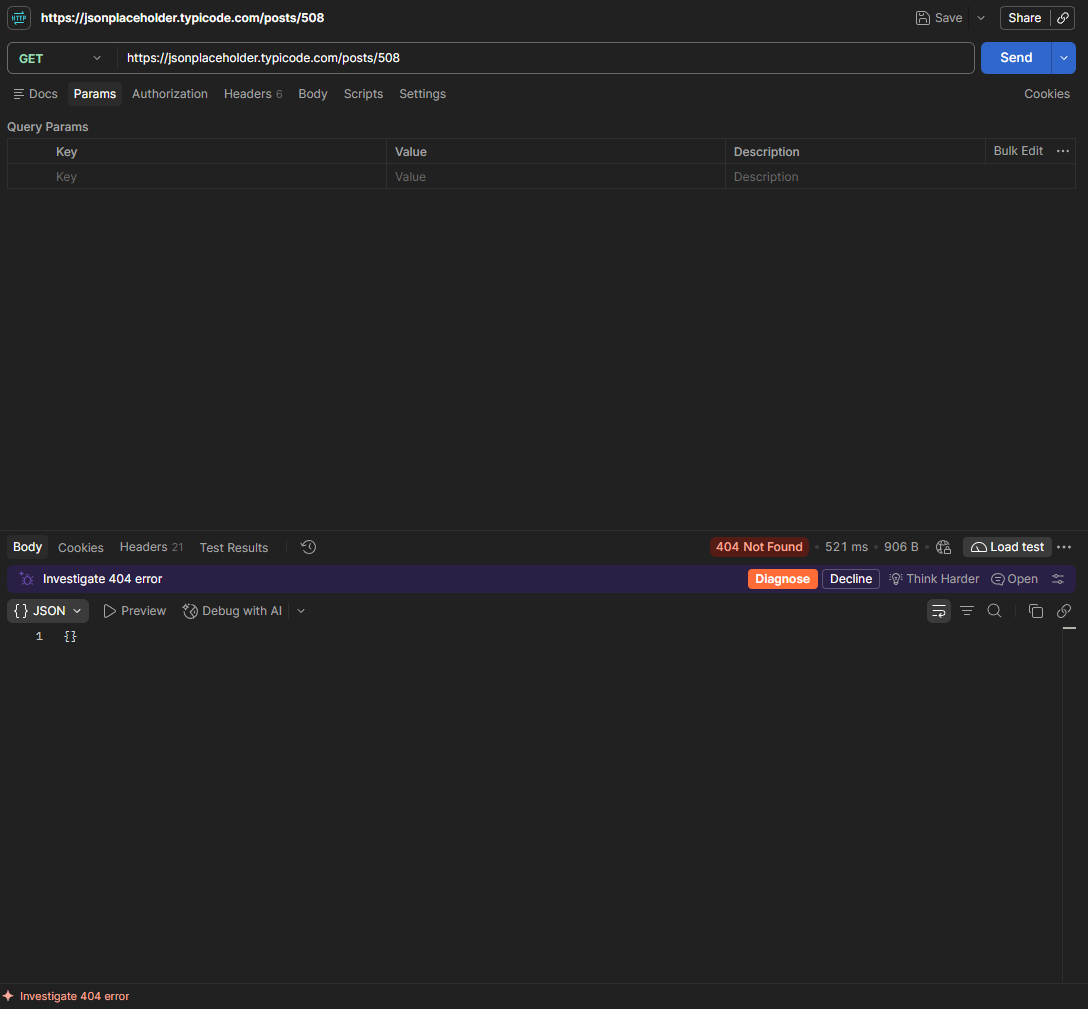 HTTP https://jsonplaceholder.typicode.com/posts/508 Save Share
GET https://jsonplaceholder.typicode.com/posts/508 Send
Docs Params Authorization Headers 6 Body Scripts Settings Cookies
Query Params
Key Value Description Bulk Edit
Key Value Description
Body Cookies Headers 21 Test Results 404 Not Found • 521 ms • 906 B • Load test
Investigate 404 error Diagnose Decline Think Harder Open
{} JSON Preview Debug with AI
1 {}
Investigate 404 error